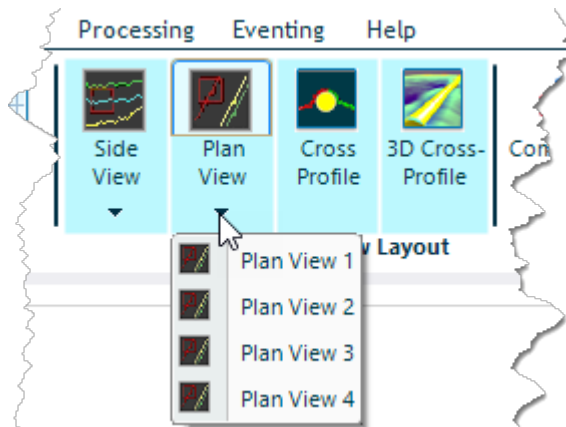 Processing Eventing Help
Side
View
Plan
View
Cross
Profile
3D Cross-
Profile
Layout
Plan View 1
Plan View 2
Plan View 3
Plan View 4